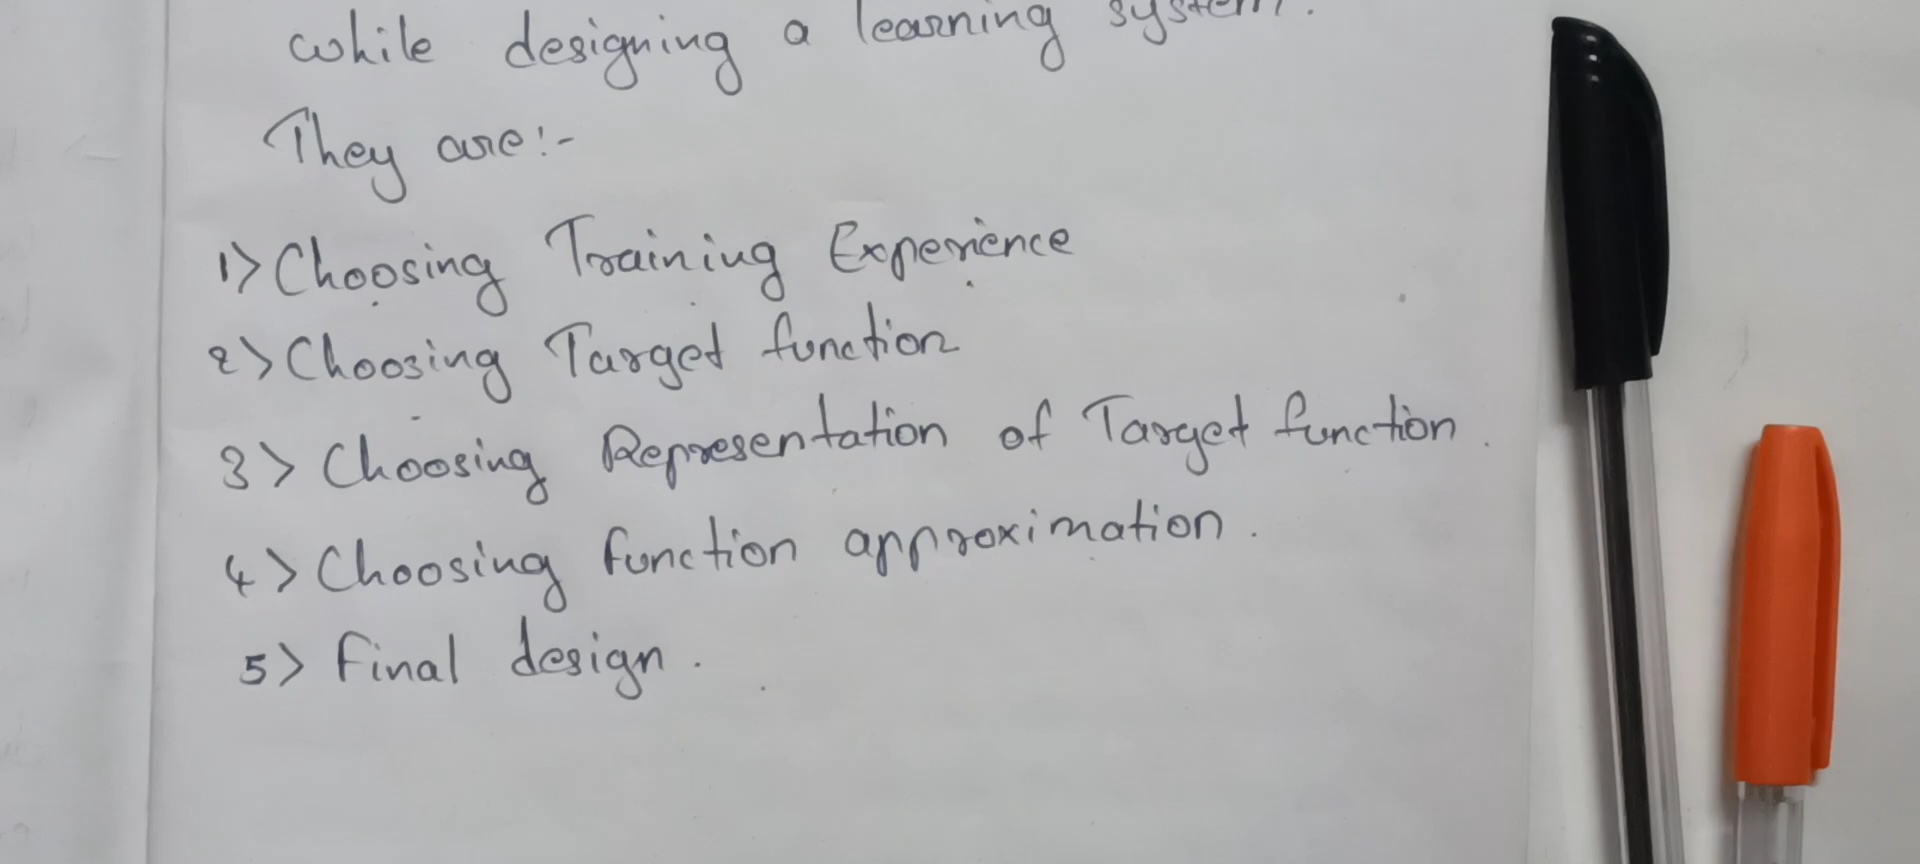 while designing a learning system.
They are:-
1> Choosing Training Experience
2> Choosing Target function
3> Choosing Representation of Target function.
4> Choosing function approximation.
5> Final design.